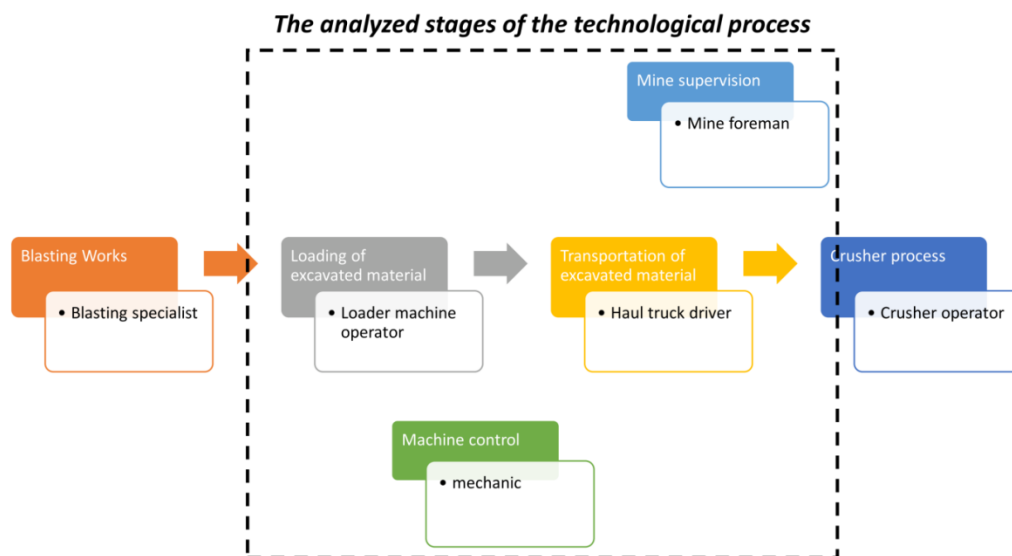 The analyzed stages of the technological process
Mine supervision
• Mine foreman
Blasting Works
• Blasting specialist
Loading of
excavated material
• Loader machine
operator
Transportation of
excavated material
• Haul truck driver
Crusher process
• Crusher operator
Machine control
• mechanic